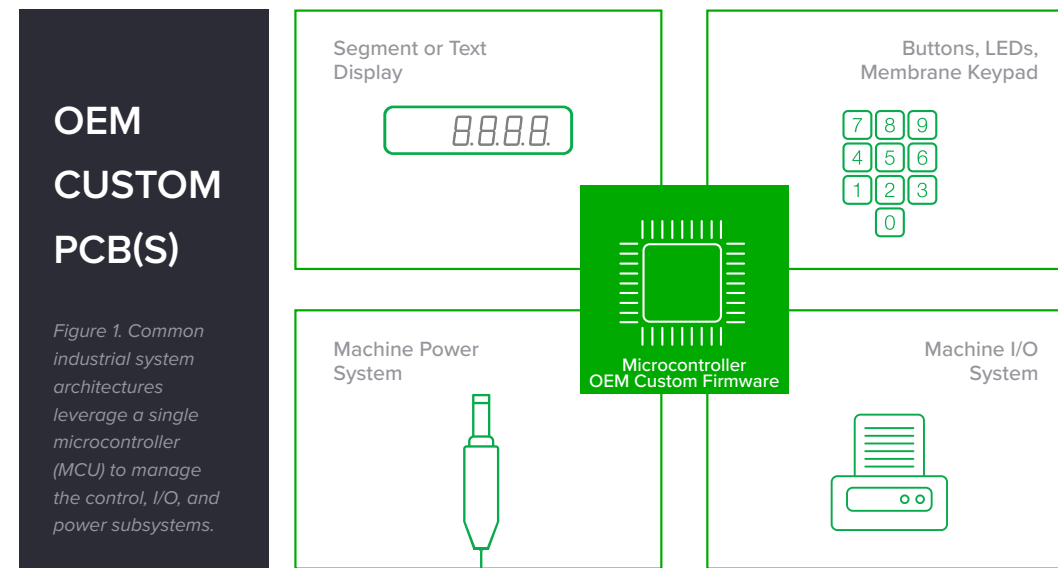 OEM
CUSTOM
PCB(S)
Figure 1. Common
industrial system
architectures
leverage a single
microcontroller
(MCU) to manage
the control, I/O, and
power subsystems.
Segment or Text
Display
8.8.8.8.
Buttons, LEDs,
Membrane Keypad
7 8 9
4 5 6
1 2 3
0
Microcontroller
OEM Custom Firmware
Machine Power
System
Machine I/O
System